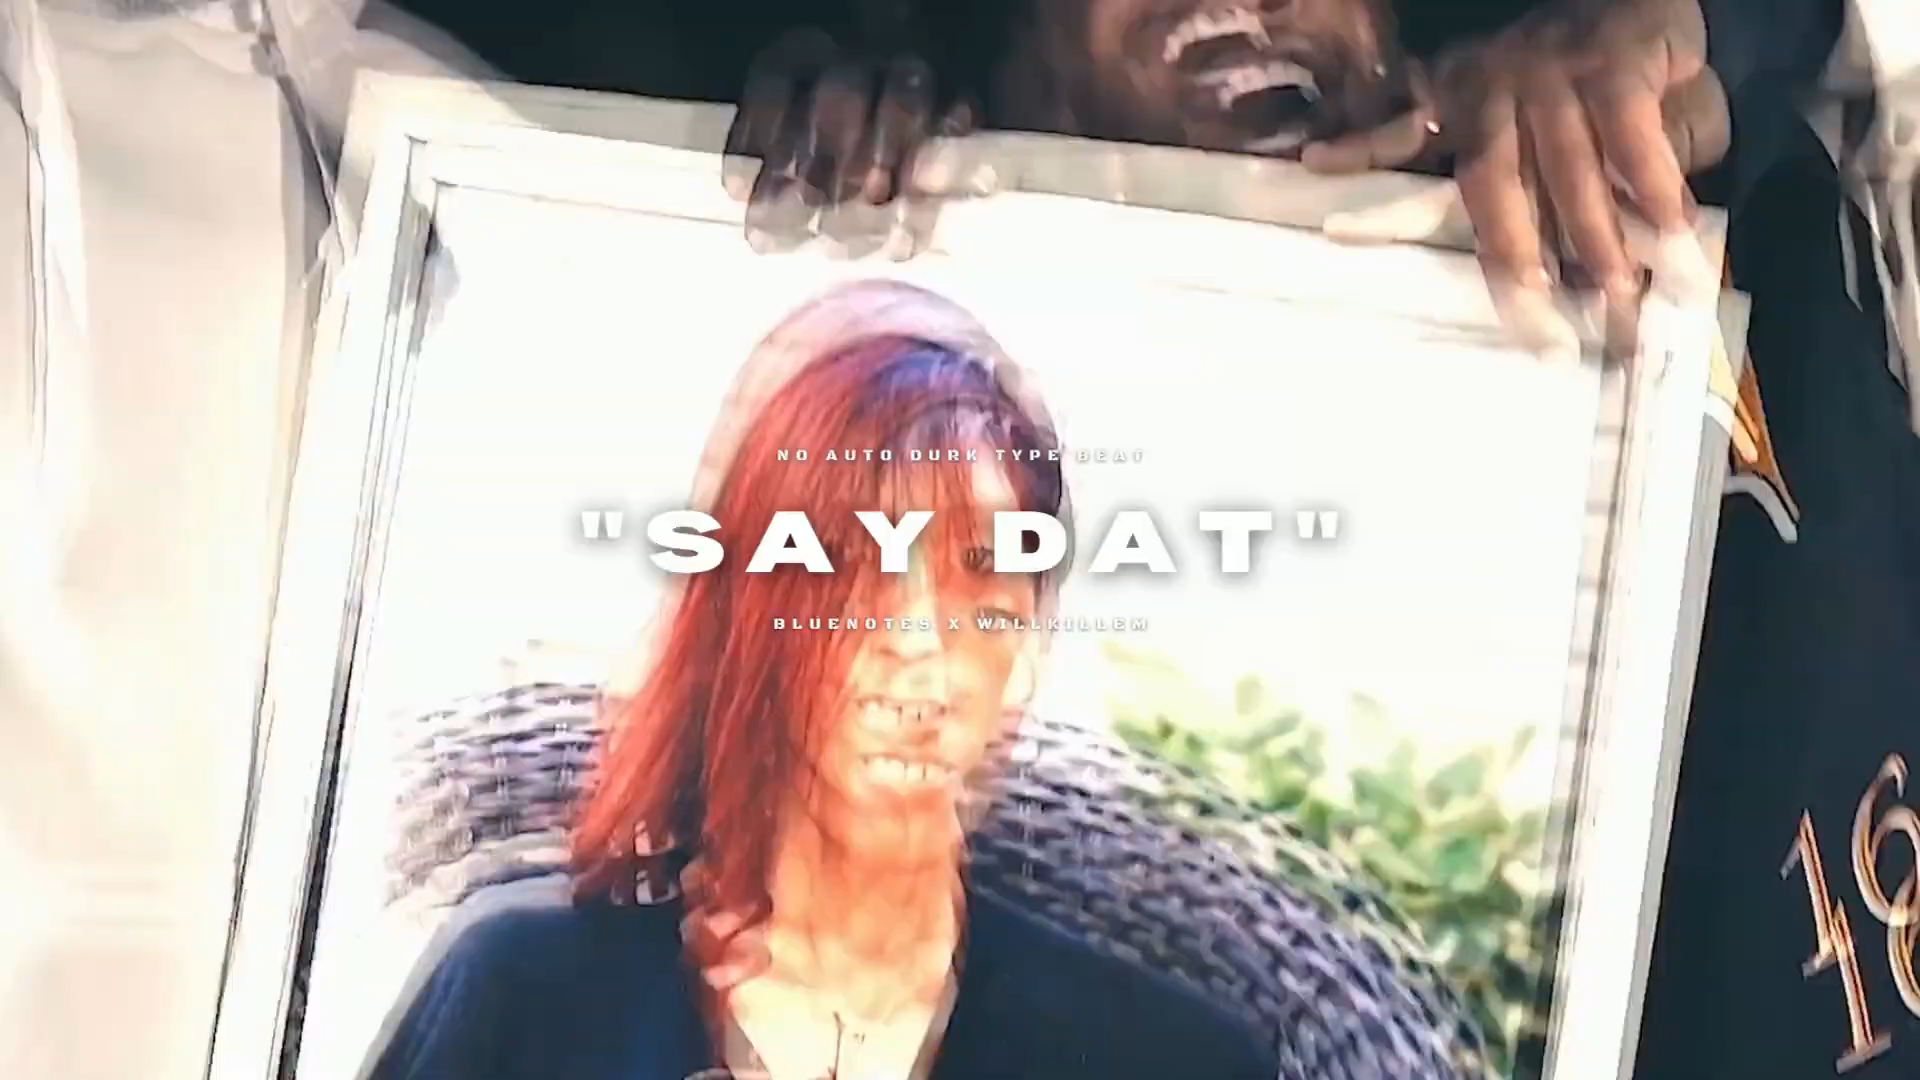 NO AUTO DURK TYPE BEAT
"SAY DAT"
BLUENOTES X WILLKILLEM